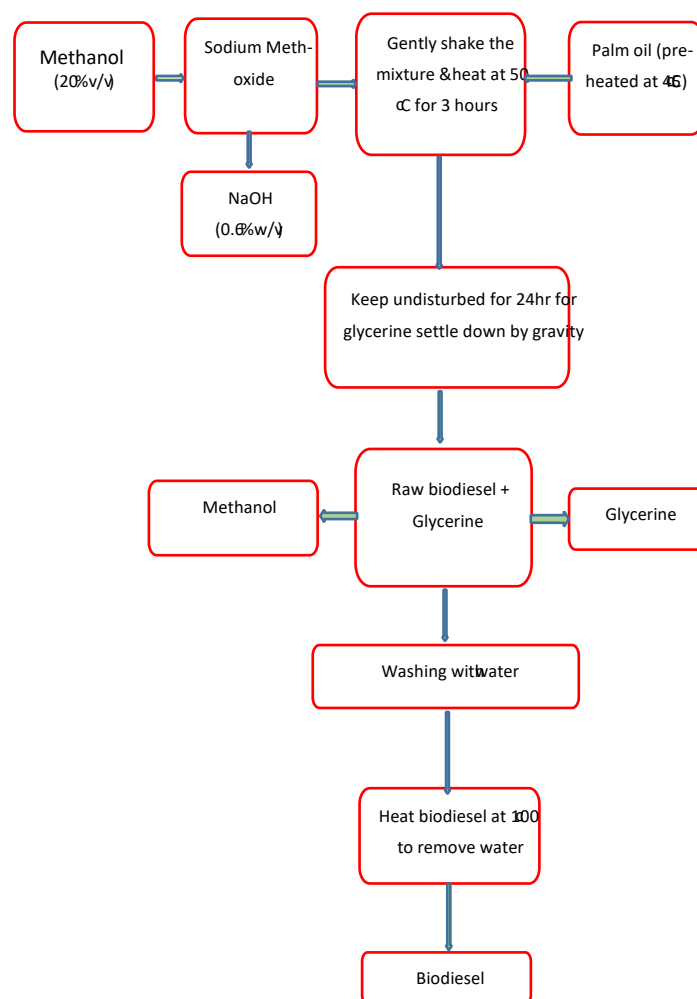 Methanol
(20%v/v)
Sodium Meth-
oxide
Gently shake the
mixture &heat at 50
C for 3 hours
Palm oil (pre-
heated at 45C)
NaOH
(0.6%w/v)
Keep undisturbed for 24hr for
glycerine settle down by gravity
Methanol
Raw biodiesel +
Glycerine
Glycerine
Washing with water
Heat biodiesel at 100
to remove water
Biodiesel